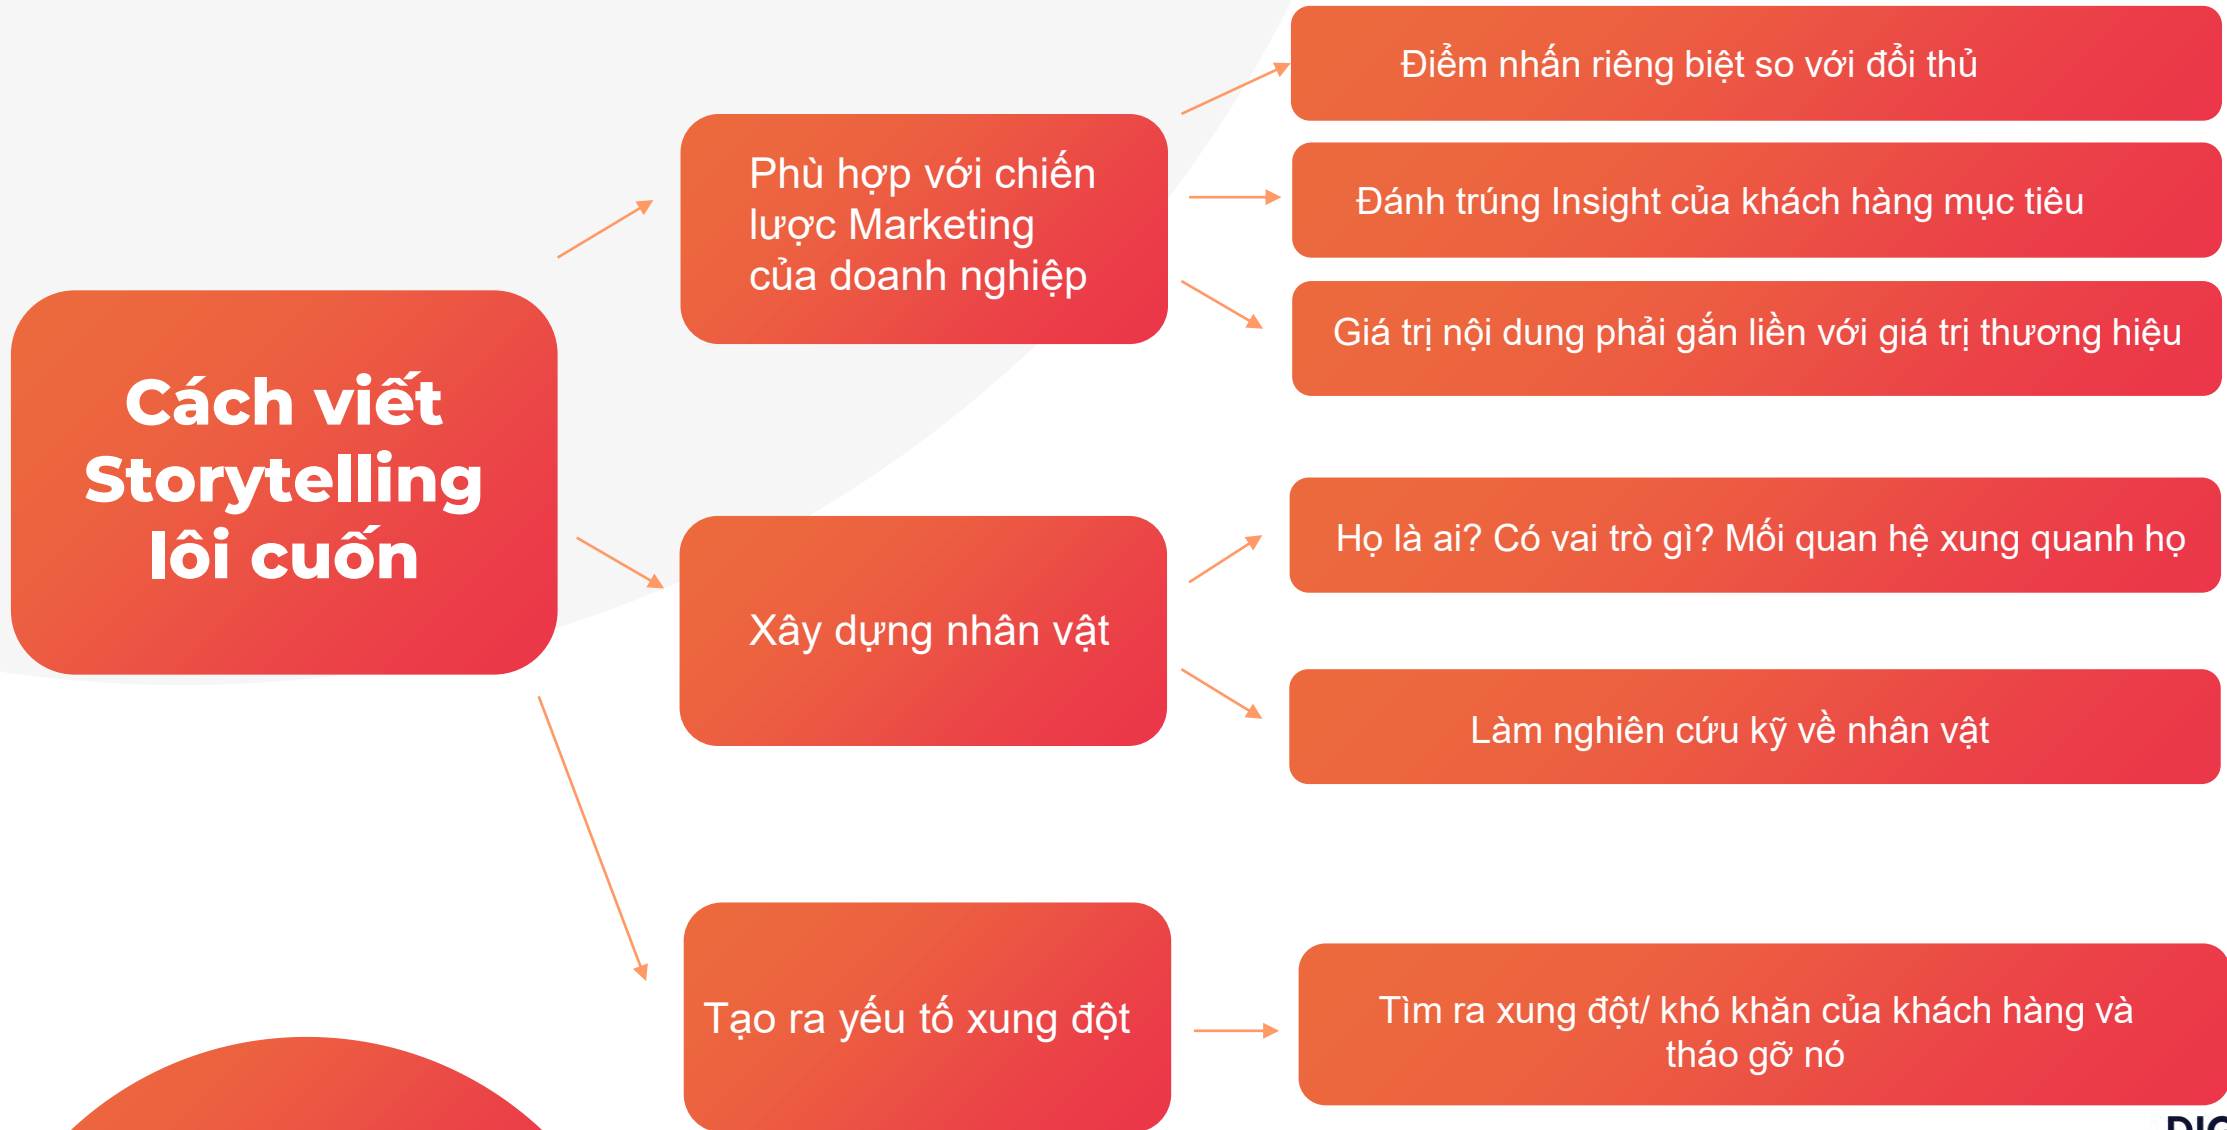 Cách viết
Storytelling
lôi cuốn
Phù hợp với chiến
lược Marketing
của doanh nghiệp
Điểm nhấn riêng biệt so với đổi thủ
Đánh trúng Insight của khách hàng mục tiêu
Giá trị nội dung phải gắn liền với giá trị thương hiệu
Xây dựng nhân vật
Họ là ai? Có vai trò gì? Mối quan hệ xung quanh họ
Làm nghiên cứu kỹ về nhân vật
Tạo ra yếu tố xung đột
Tìm ra xung đột/ khó khăn của khách hàng và
tháo gỡ nó